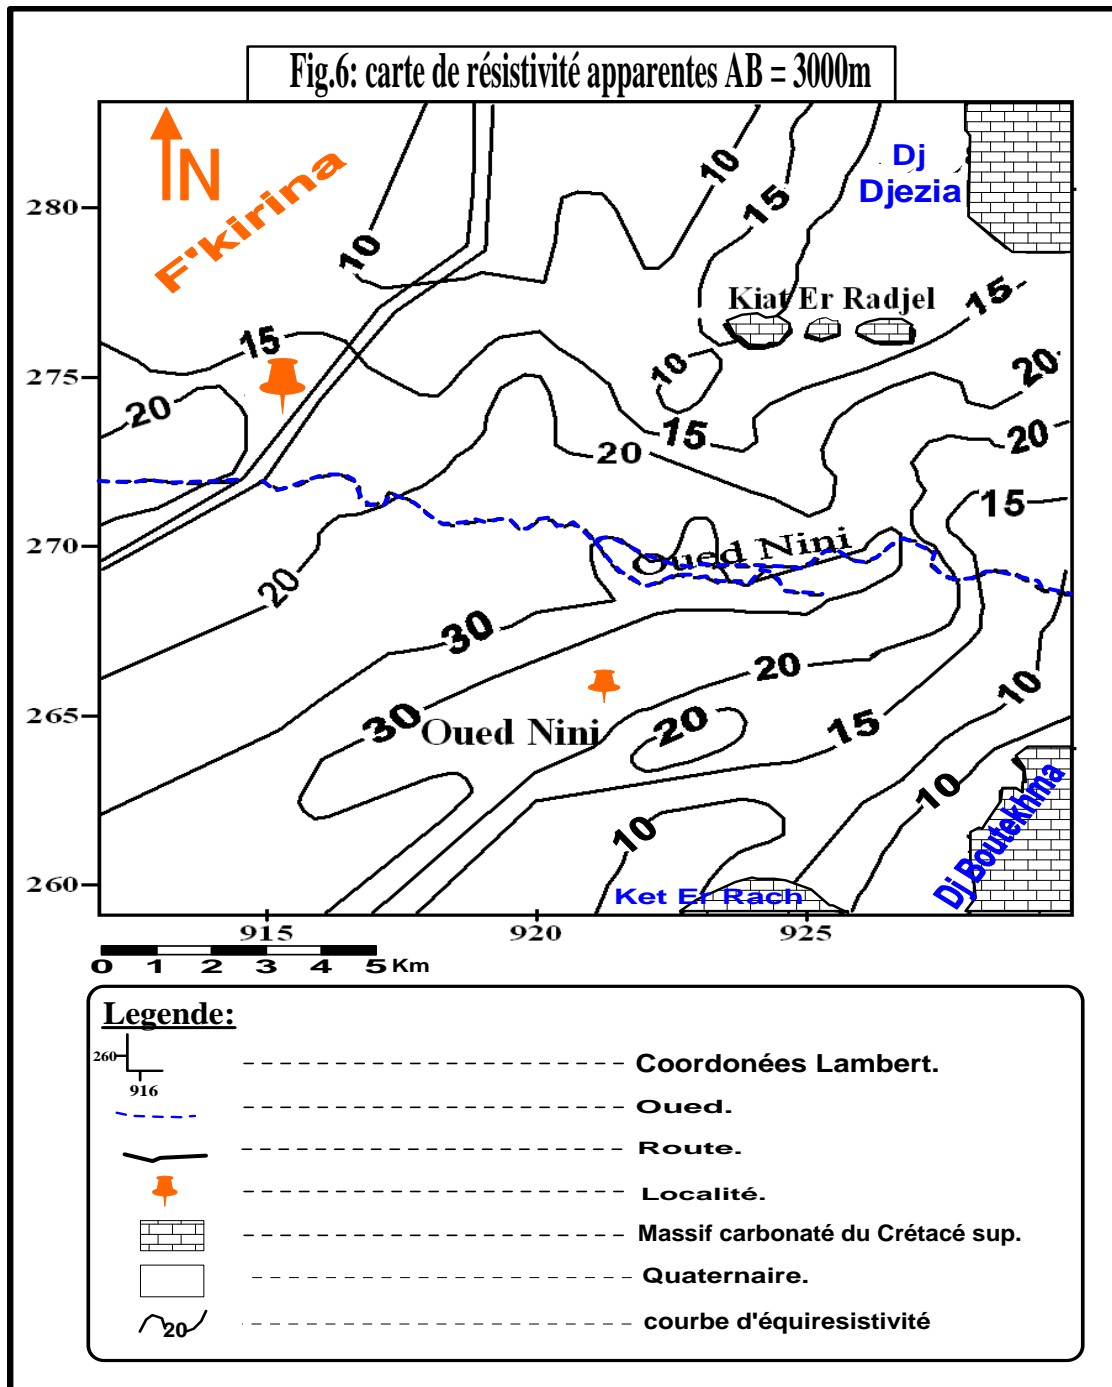 Fig.6: carte de résistivité apparentes AB = 3000m
N
F'kirina
Dj
Djezia
10
15
10
280
Kiat Er Radjel
15
15
10
20
275
20
15
20
20
15
270
Oued Nini
20
30
20
10
265
30
Oued Nini
20
15
10
10
Dj Boutekhma
260
Ket Er Rach
915
920
925
0 1 2 3 4 5 Km
Legende:
260
916
Coordonées Lambert.
Oued.
Route.
Localité.
Massif carbonaté du Crétacé sup.
Quaternaire.
20
courbe d'équiresistivité